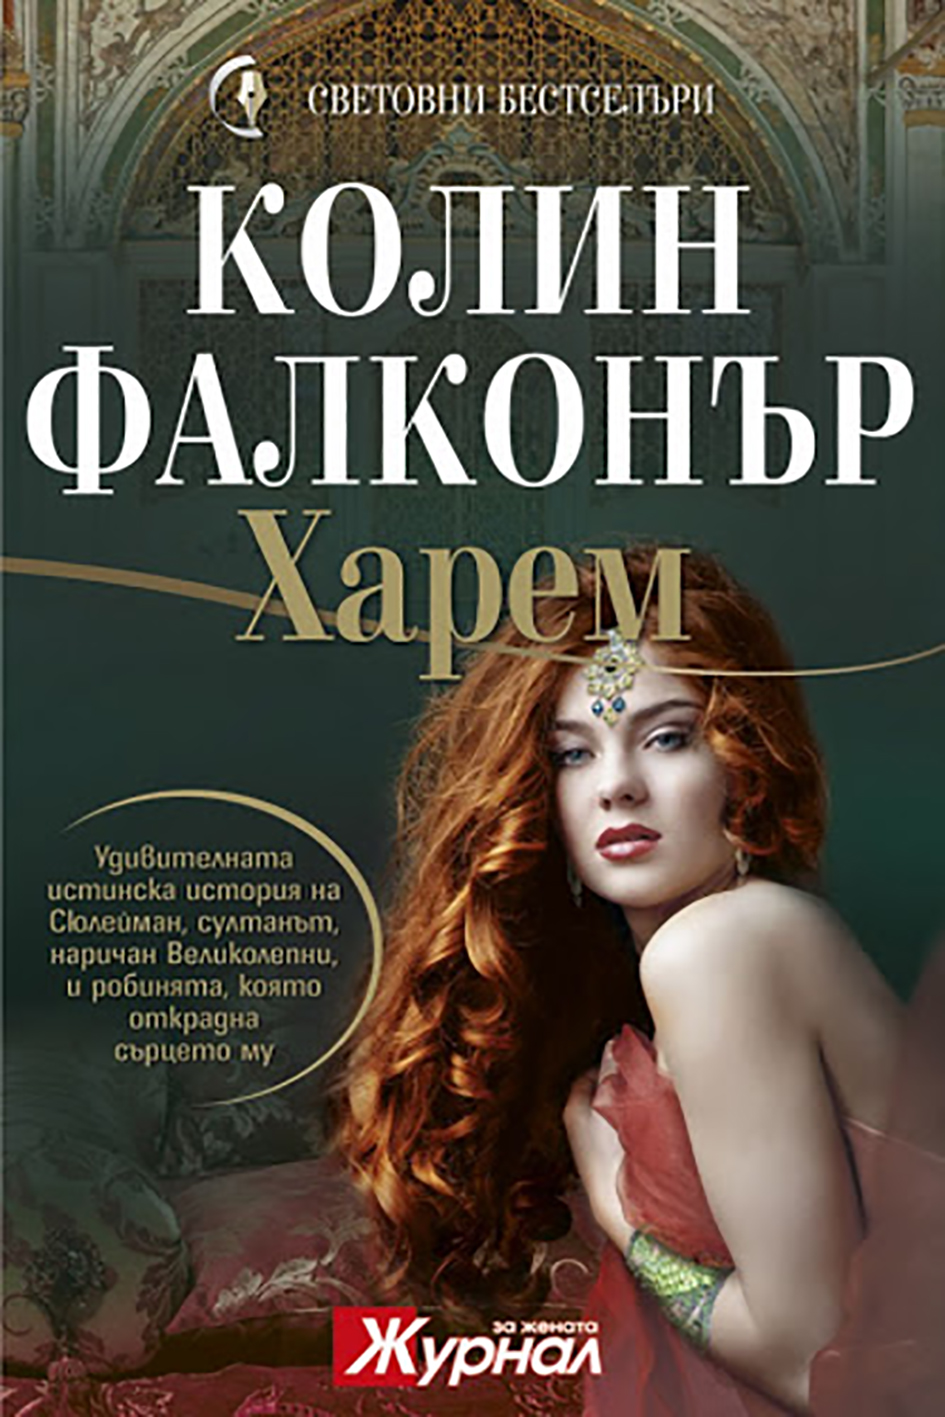 СВЕТОВНИ БЕСТСЕЛЪРИ
КОЛИН
ФАЛКОНЪР
Харем
Удивителната
истинска история на
Сюлейман, султанът,
наричан Великолепни,
и робинята, която
открадна
сърцето му
за жената
Журнал